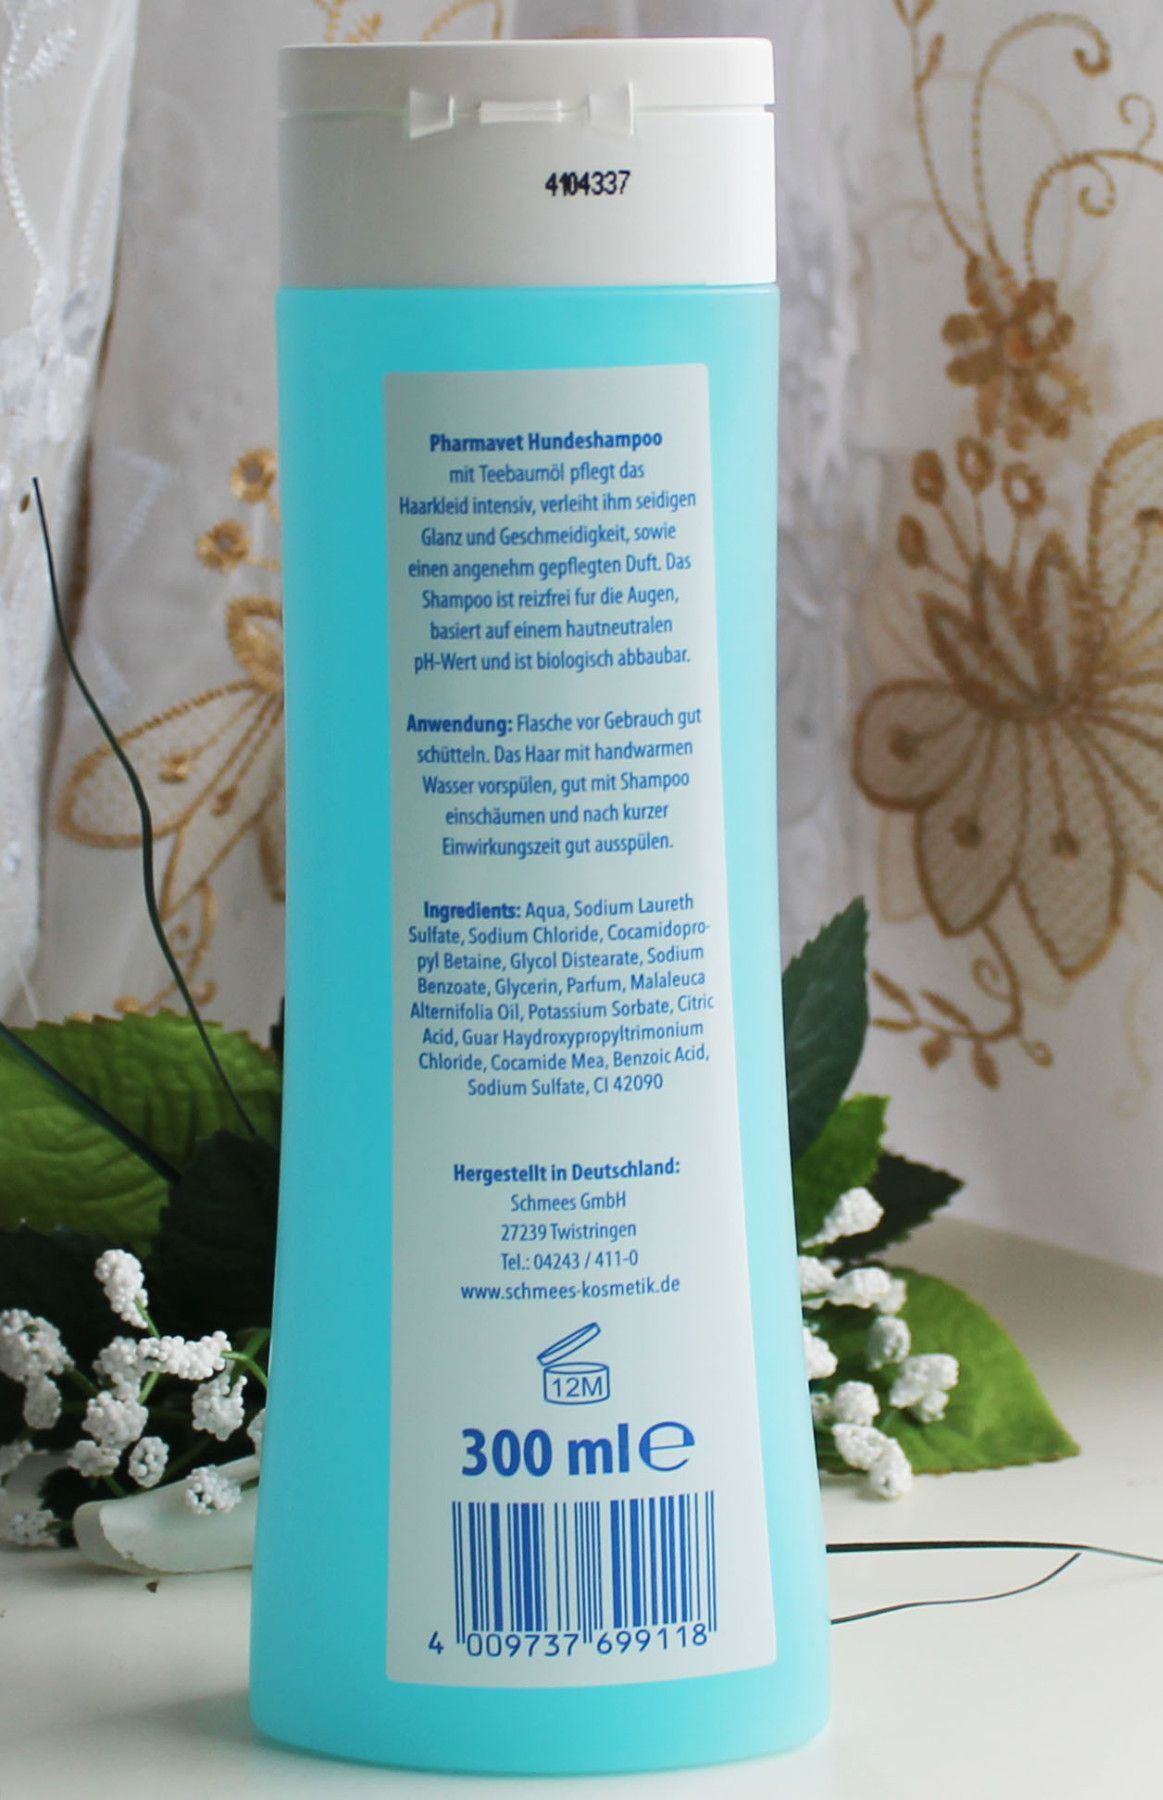 4104337
Pharmavet Hundeshampoo
mit Teebaumöl pflegt das
Haarkleid intensiv, verleiht ihm seidigen
Glanz und Geschmeidigkeit, sowie
einen angenehm gepflegten Duft. Das
Shampoo ist reizfrei fur die Augen,
basiert auf einem hautneutralen
pH-Wert und ist biologisch abbaubar.
Anwendung: Flasche vor Gebrauch gut
schütteln. Das Haar mit handwarmen
Wasser vorspülen, gut mit Shampoo
einschäumen und nach kurzer
Einwirkungszeit gut ausspülen.
Ingredients: Aqua, Sodium Laureth
Sulfate, Sodium Chloride, Cocamidopro-
pyl Betaine, Glycol Distearate, Sodium
Benzoate, Glycerin, Parfum, Malaleuca
Alternifolia Oil, Potassium Sorbate, Citric
Acid, Guar Haydroxypropyltrimonium
Chloride, Cocamide Mea, Benzoic Acid,
Sodium Sulfate, CI 42090
Hergestellt in Deutschland:
Schmees GmbH
27239 Twistringen
Tel.: 04243 / 411-0
www.schmees-kosmetik.de
12M
300 ml e
4 009737 699118